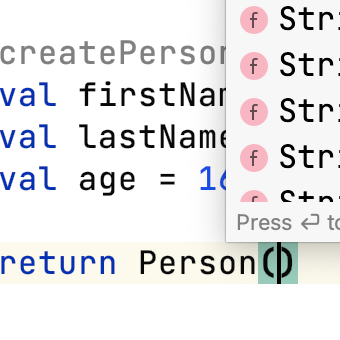 createPerson
val firstNam
val lastName
val age = 16
return Person()
f Stri
f Stri
f Stri
f Stri
f Stri
Press ↵ to